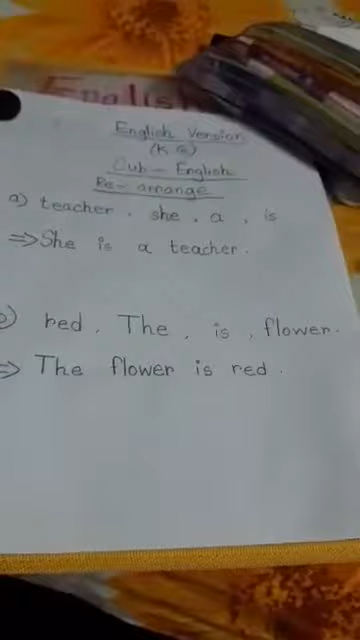 English
English Version
(K G)
Sub - English
Re-arrange
a) teacher , she , a , is
⇒ She is a teacher.
b) red , The , is , flower.
⇒ The flower is red .